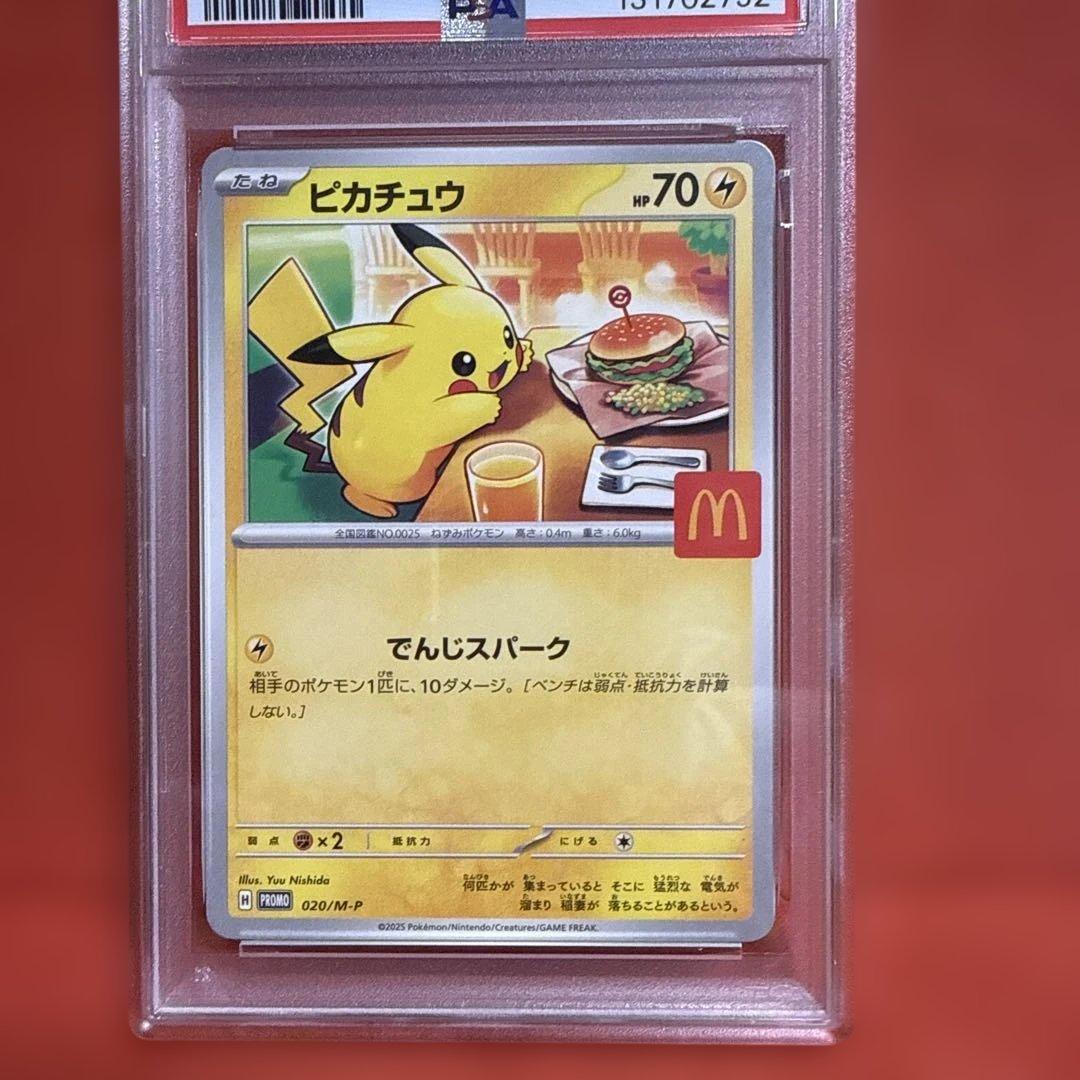 PSA
たね
ピカチュウ
HP70
全国図鑑NO.0025 ねずみポケモン 高さ:0.4m 重さ:6.0kg
M
でんじスパーク
相手のポケモン1匹に、10ダメージ。[ベンチは弱点・抵抗力を計算
しない。]
弱点 ×2 抵抗力 にげる
Illus. Yuu Nishida
何匹かが 集まっていると そこに 猛烈な 電気が
溜まり 稲妻が 落ちることがあるという。
H PROMO 020/M-P
©2025 Pokémon/Nintendo/Creatures/GAME FREAK.